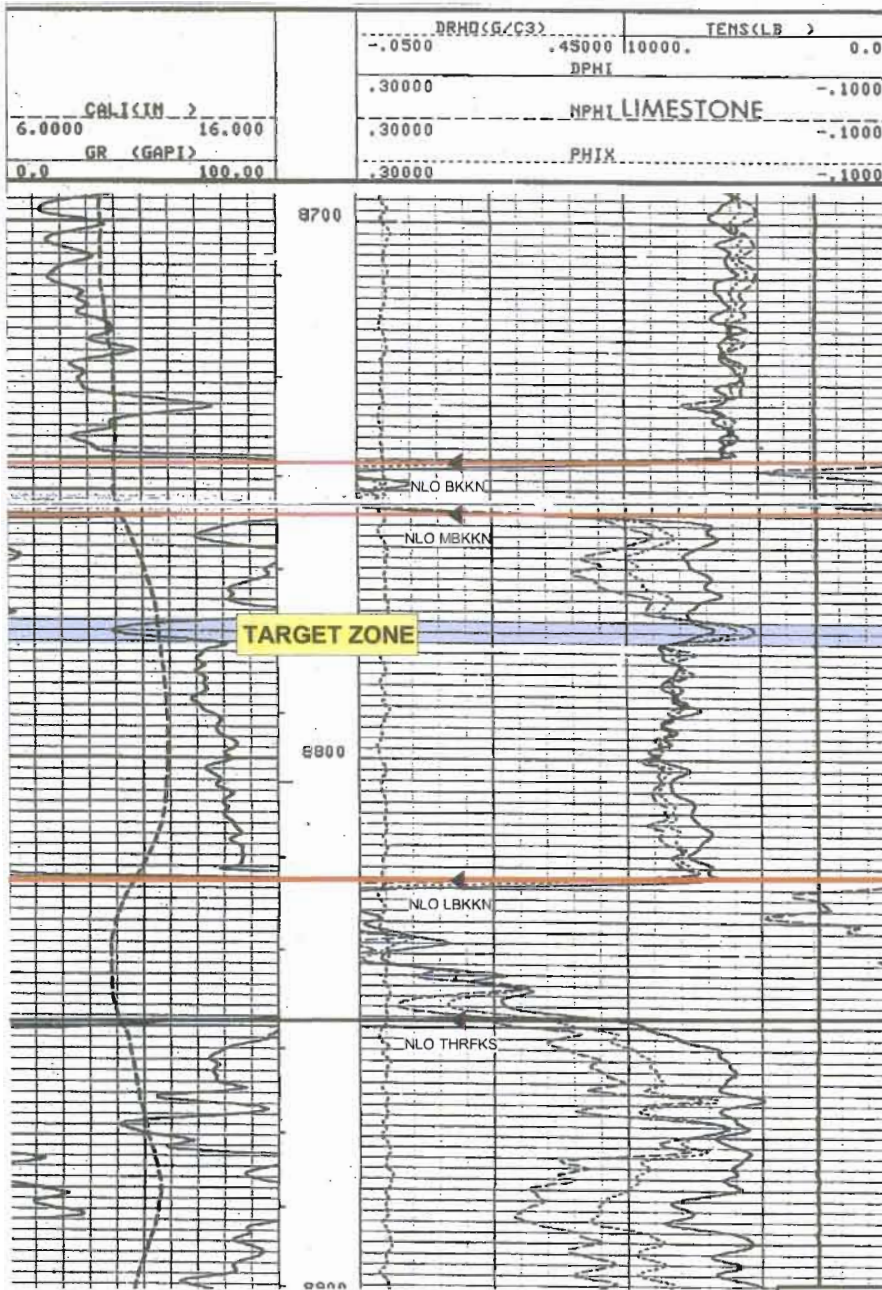 DRHO(G/C3) TENS(LB )
-.0500 .45000 10000. 0.0
DPHI
.30000 -.1000
CALI(IN ) NPHI LIMESTONE
6.0000 16.000 .30000 -.1000
GR (GAPI) PHIX
0.0 100.00 .30000 -.1000
8700
NLO BKKN
NLO MBKKN
TARGET ZONE
8800
NLO LBKKN
NLO THRFKS
8900